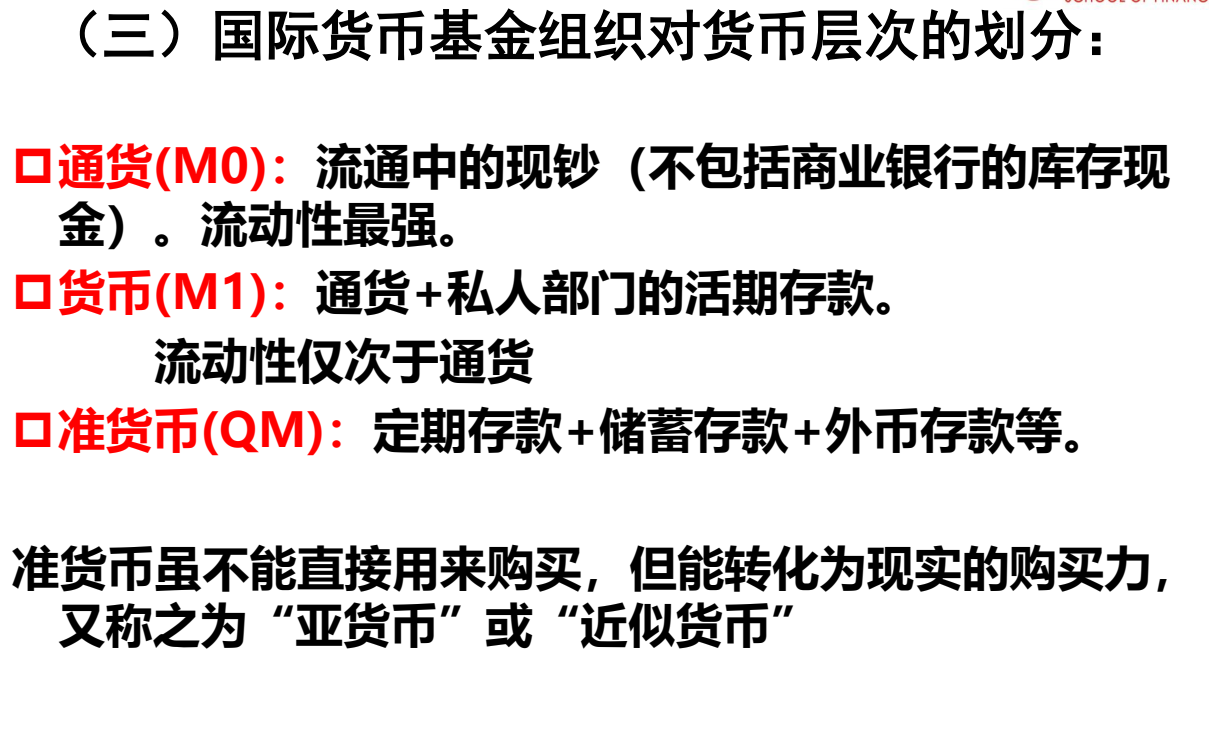 （三）国际货币基金组织对货币层次的划分：
通货(M0)：流通中的现钞（不包括商业银行的库存现
金）。流动性最强。
货币(M1)：通货+私人部门的活期存款。
流动性仅次于通货
准货币(QM)：定期存款+储蓄存款+外币存款等。
准货币虽不能直接用来购买，但能转化为现实的购买力，
又称之为“亚货币”或“近似货币”